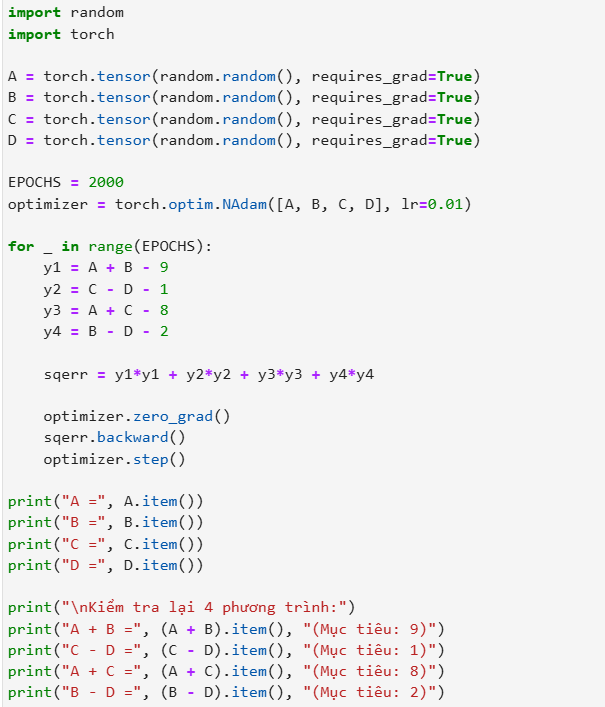 import random
import torch

A = torch.tensor(random.random(), requires_grad=True)
B = torch.tensor(random.random(), requires_grad=True)
C = torch.tensor(random.random(), requires_grad=True)
D = torch.tensor(random.random(), requires_grad=True)

EPOCHS = 2000
optimizer = torch.optim.NAdam([A, B, C, D], lr=0.01)

for _ in range(EPOCHS):
    y1 = A + B - 9
    y2 = C - D - 1
    y3 = A + C - 8
    y4 = B - D - 2

    sqerr = y1*y1 + y2*y2 + y3*y3 + y4*y4

    optimizer.zero_grad()
    sqerr.backward()
    optimizer.step()

print("A =", A.item())
print("B =", B.item())
print("C =", C.item())
print("D =", D.item())

print("\nKiểm tra lại 4 phương trình:")
print("A + B =", (A + B).item(), "(Mục tiêu: 9)")
print("C - D =", (C - D).item(), "(Mục tiêu: 1)")
print("A + C =", (A + C).item(), "(Mục tiêu: 8)")
print("B - D =", (B - D).item(), "(Mục tiêu: 2)")